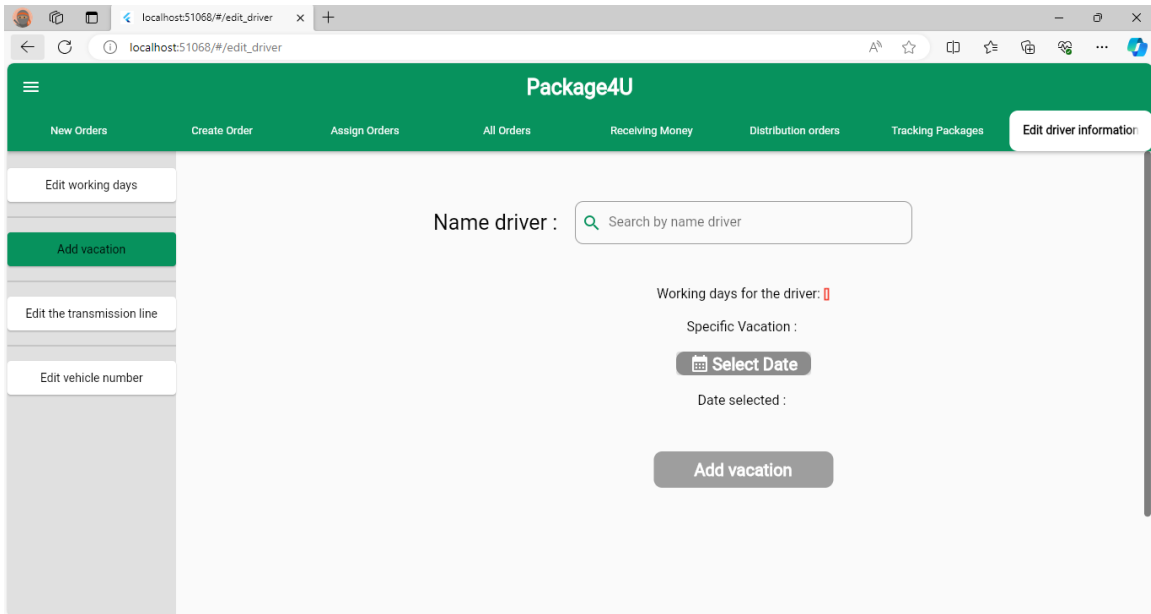 localhost:51068/#/edit_driver
localhost:51068/#/edit_driver
Package4U
New Orders Create Order Assign Orders All Orders Receiving Money Distribution orders Tracking Packages Edit driver information
Edit working days
Add vacation
Edit the transmission line
Edit vehicle number
Name driver : Search by name driver
Working days for the driver: []
Specific Vacation :
Select Date
Date selected :
Add vacation